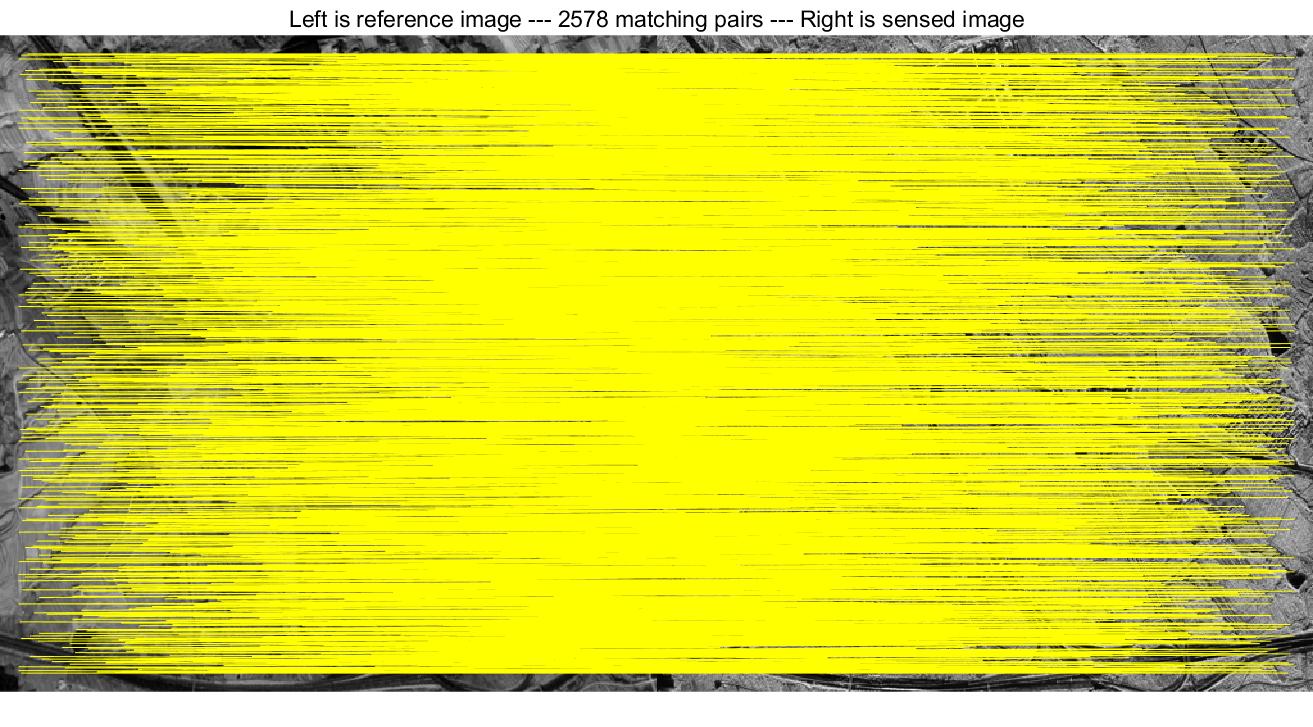 Left is reference image --- 2578 matching pairs --- Right is sensed image